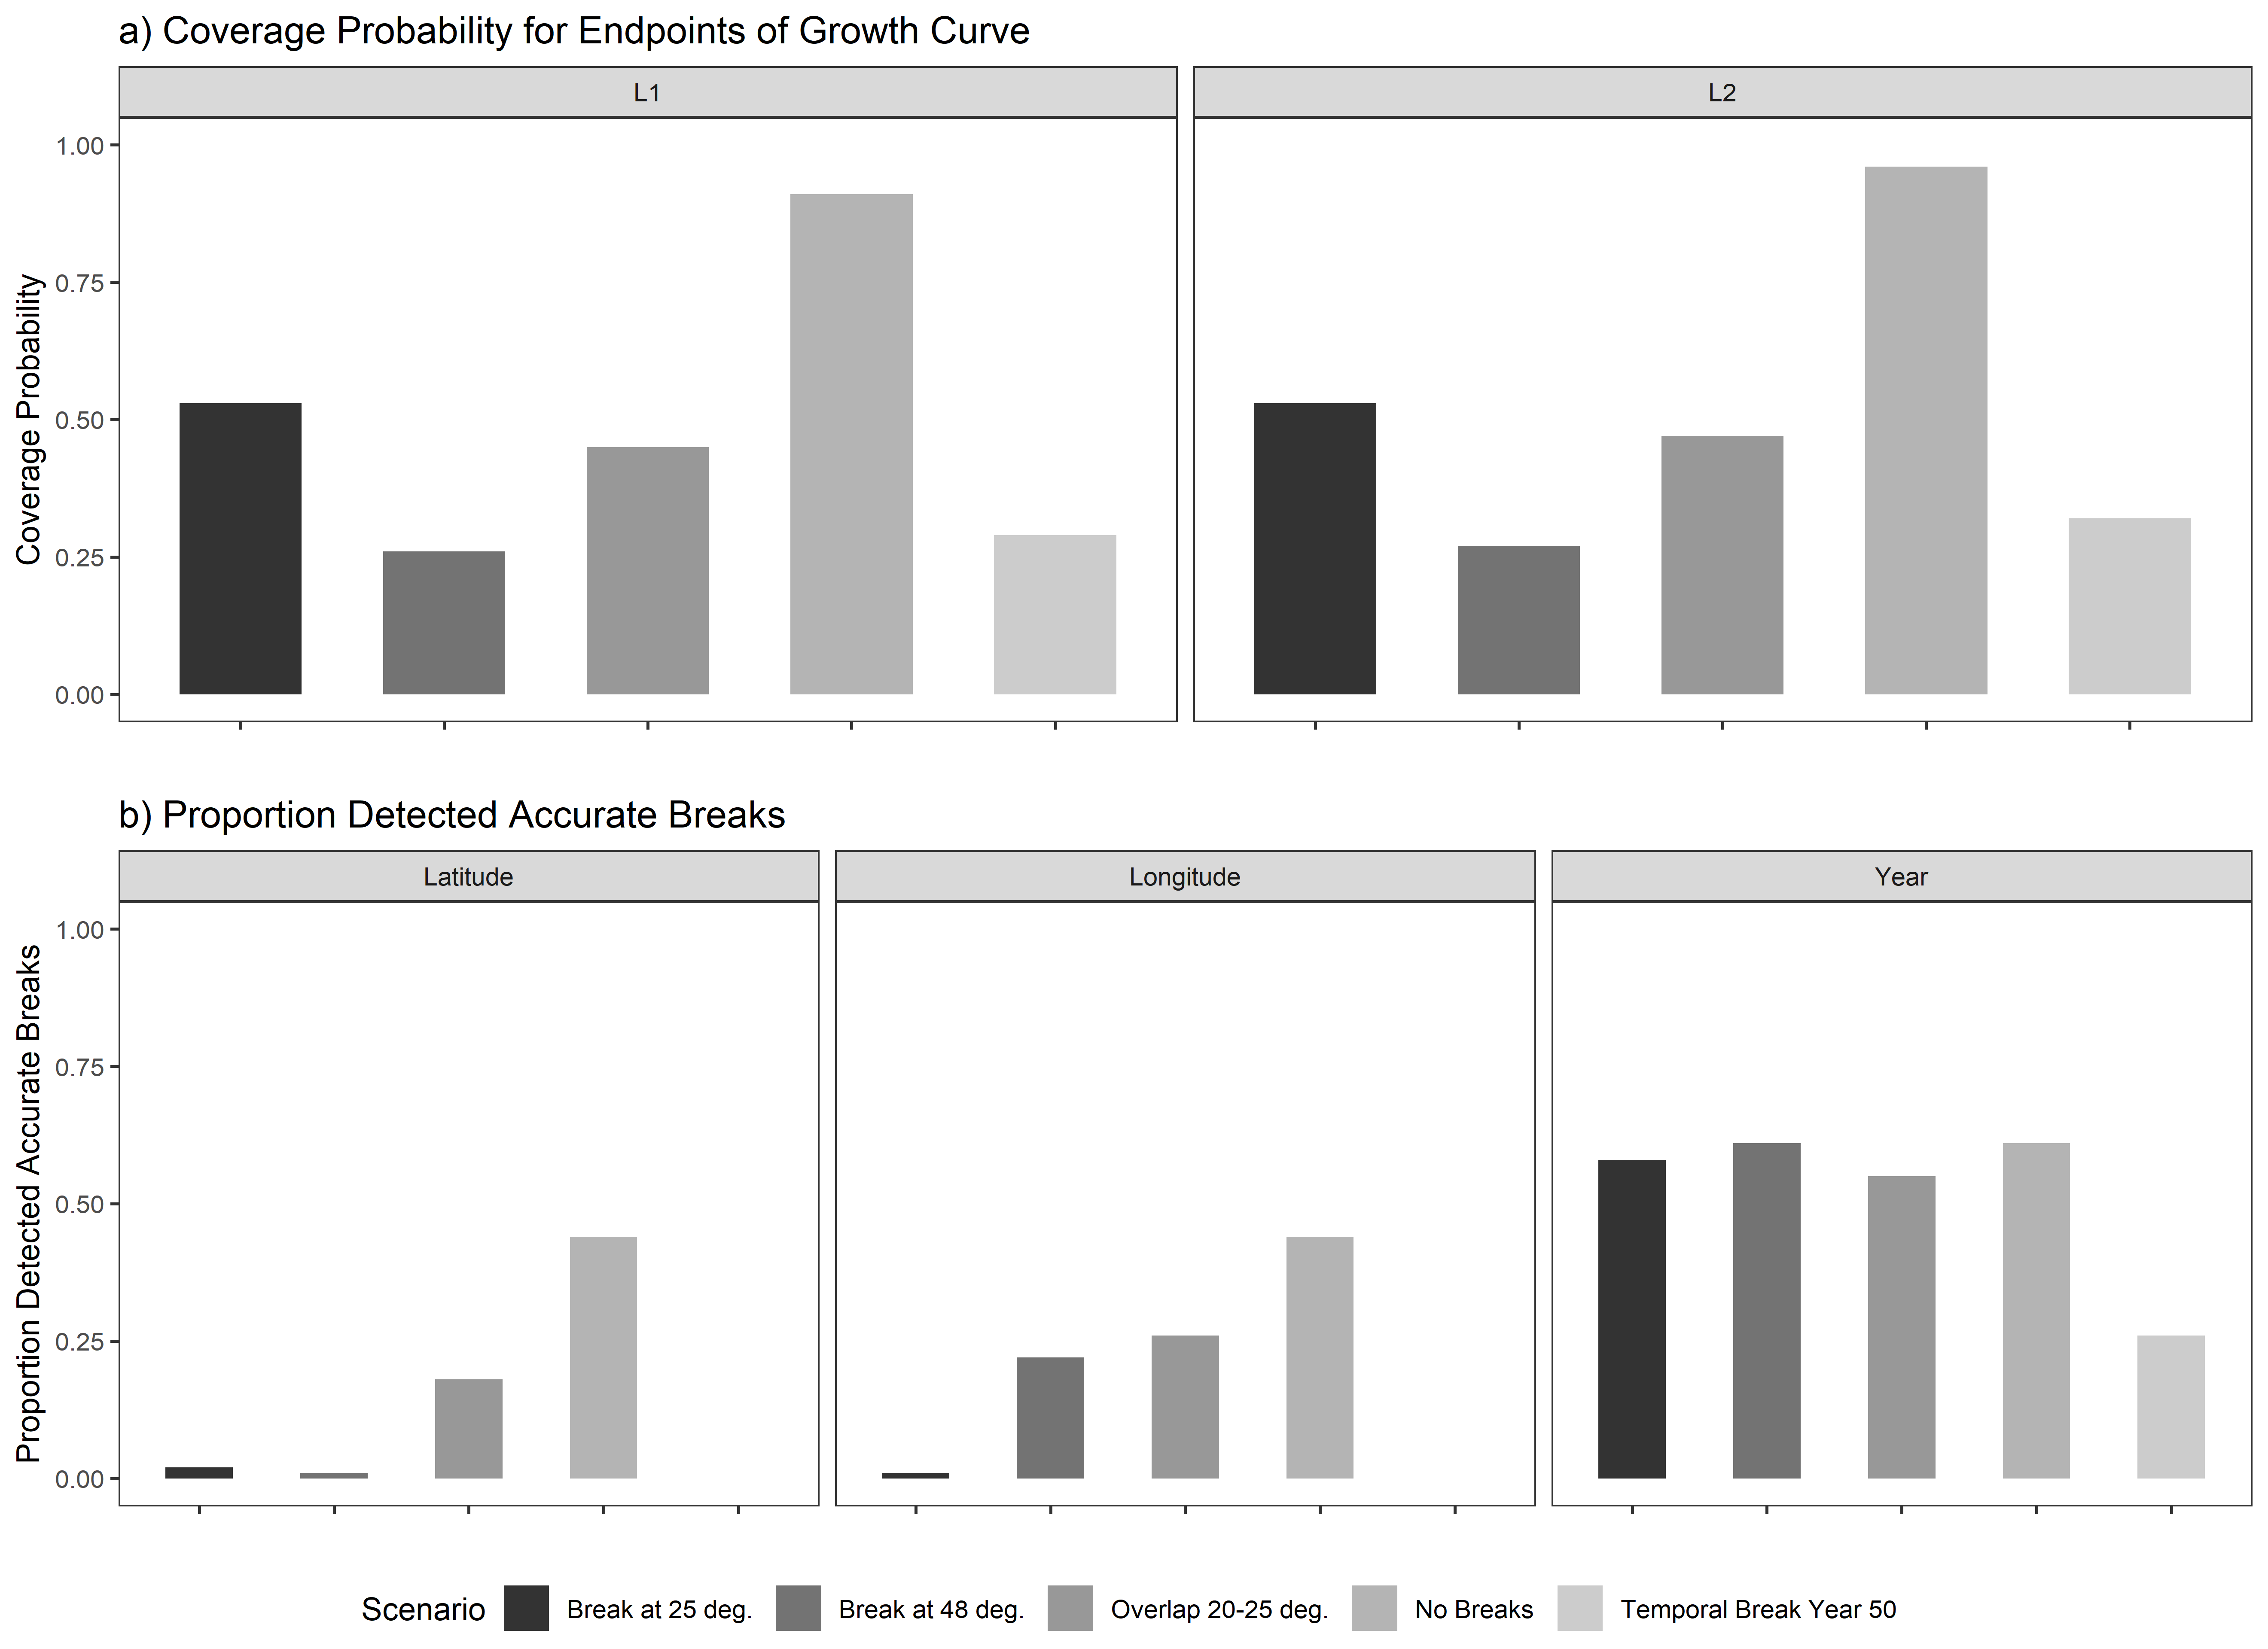 a) Coverage Probability for Endpoints of Growth Curve
L1
L2
Coverage Probability
1.00
0.75
0.50
0.25
0.00
b) Proportion Detected Accurate Breaks
Latitude
Longitude
Year
Proportion Detected Accurate Breaks
1.00
0.75
0.50
0.25
0.00
Scenario
Break at 25 deg.
Break at 48 deg.
Overlap 20-25 deg.
No Breaks
Temporal Break Year 50